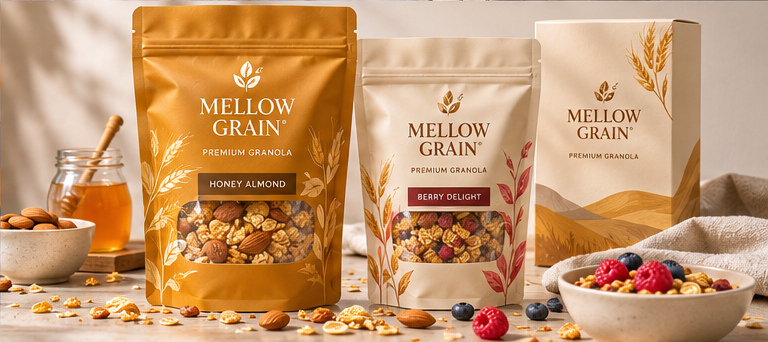 MELLOW
GRAIN®
PREMIUM GRANOLA
HONEY ALMOND
MELLOW
GRAIN®
PREMIUM GRANOLA
BERRY DELIGHT
MELLOW
GRAIN®
PREMIUM GRANOLA